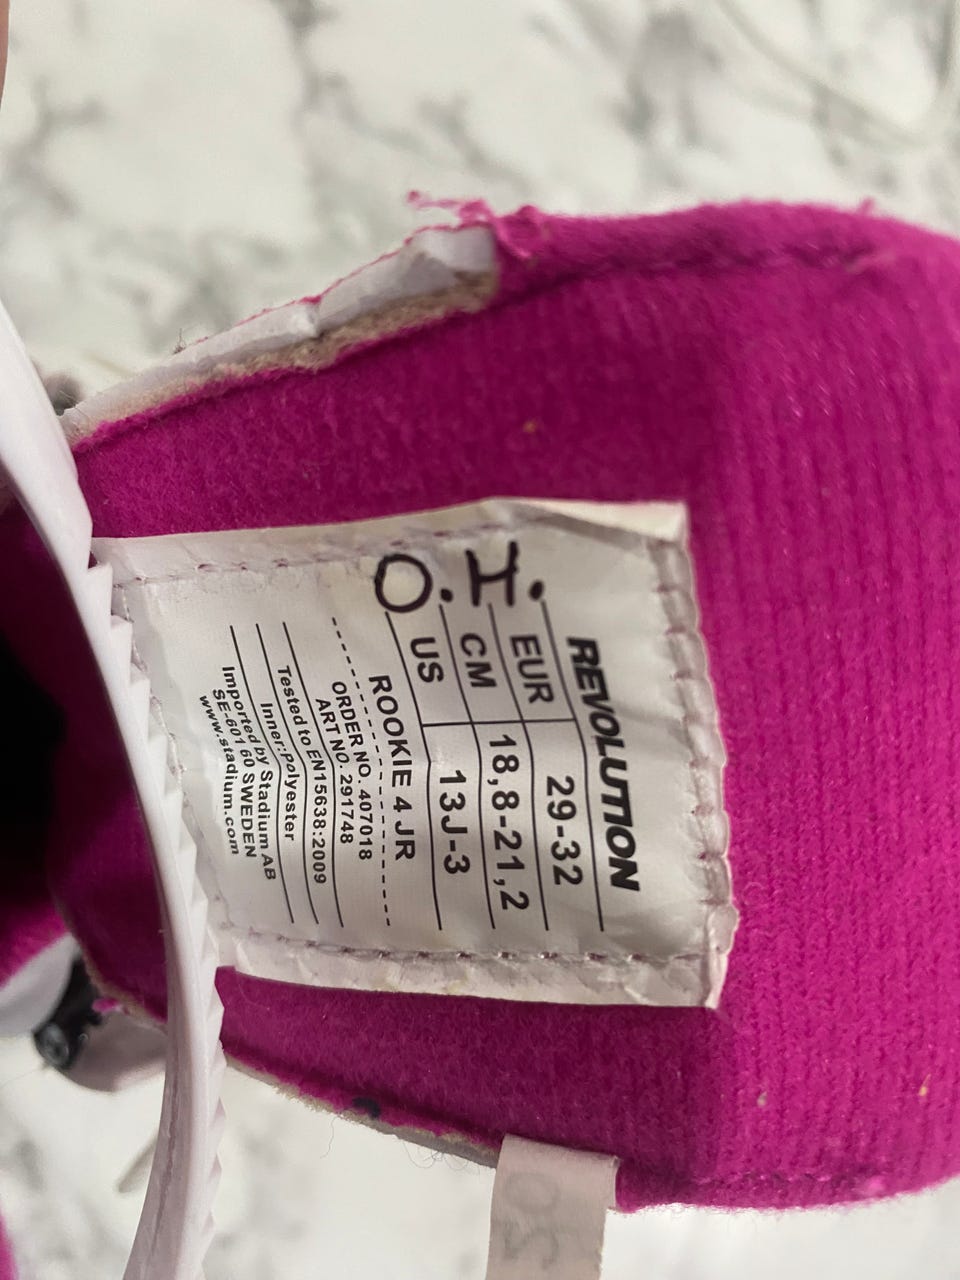 REVOLUTION
EUR 29-32
CM 18,8-21,2
US 13J-3
H.
O.
ROOKIE 4 JR
ORDER NO. 407018
ART NO. 291748
Tested to EN15638:2009
Inner:polyester
Imported by Stadium AB
SE-601 60 SWEDEN
www.stadium.com